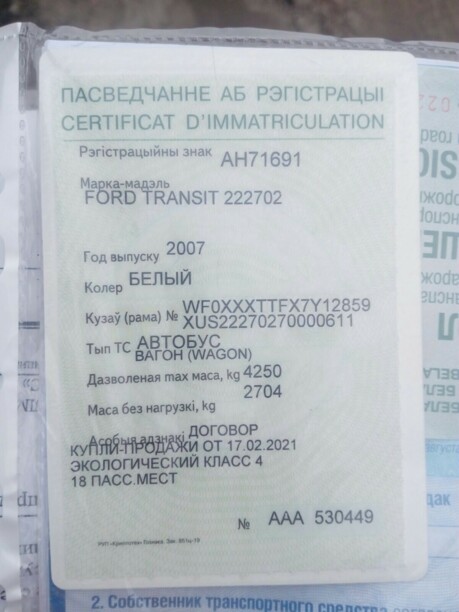 ПАСВЕДЧАННЕ АБ РЭГІСТРАЦЫІ
CERTIFICAT D'IMMATRICULATION
Рэгістрацыйны знак AH71691
Марка-мадэль
FORD TRANSIT 222702
Год выпуску 2007
Колер БЕЛЫЙ
Кузаў (рама) № WF0XXXTTFX7Y12859
XUS22270270000611
Тып ТС АВТОБУС
ВАГОН (WAGON)
Дазволеная max маса, kg 4250
Маса без нагрузкі, kg 2704
Асобыя адзнакі ДОГОВОР
КУПЛИ-ПРОДАЖИ ОТ 17.02.2021
ЭКОЛОГИЧЕСКИЙ КЛАСС 4
18 ПАСС.МЕСТ
№ ААА 530449
2. Собственник транспортного средства